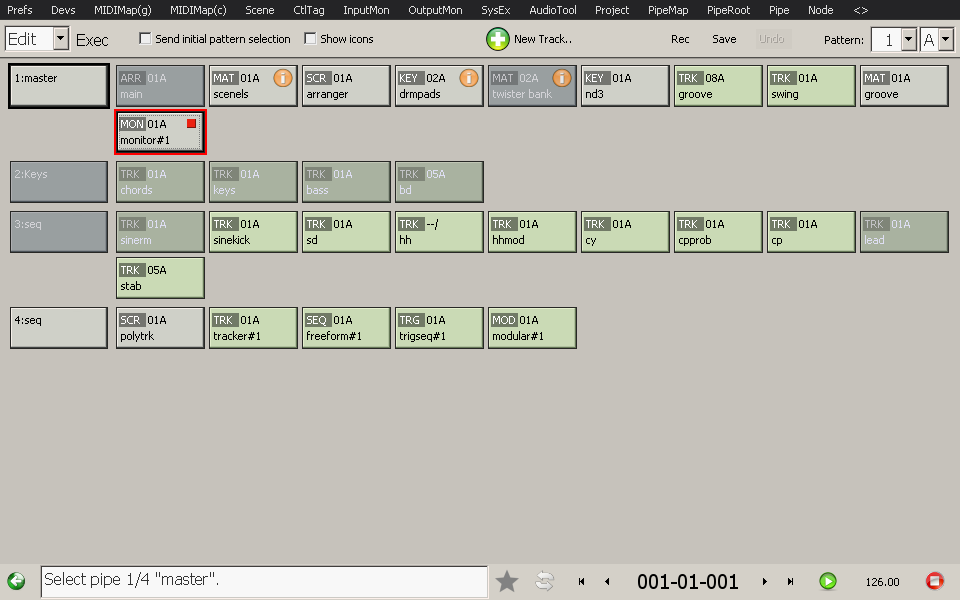 Prefs Devs MIDIMap(g) MIDIMap(c) Scene CtlTag InputMon OutputMon SysEx AudioTool Project PipeMap PipeRoot Pipe Node <>
Edit Exec Send initial pattern selection Show icons New Track.. Rec Save Undo Pattern: 1 A
1:master ARR 01A MAT 01A SCR 01A KEY 02A MAT 02A KEY 01A TRK 08A TRK 01A MAT 01A
main scenels arranger drmpads twister bank nd3 groove swing groove
MON 01A
monitor#1
2:Keys TRK 01A TRK 01A TRK 01A TRK 05A
chords keys bass bd
3:seq TRK 01A TRK 01A TRK 01A TRK --/ TRK 01A TRK 01A TRK 01A TRK 01A TRK 01A
sinerm sinekick sd hh hhmod cy cpprob cp lead
TRK 05A
stab
4:seq SCR 01A TRK 01A SEQ 01A TRG 01A MOD 01A
polytrk tracker#1 freeform#1 trigseq#1 modular#1
Select pipe 1/4 "master". 001-01-001 126.00